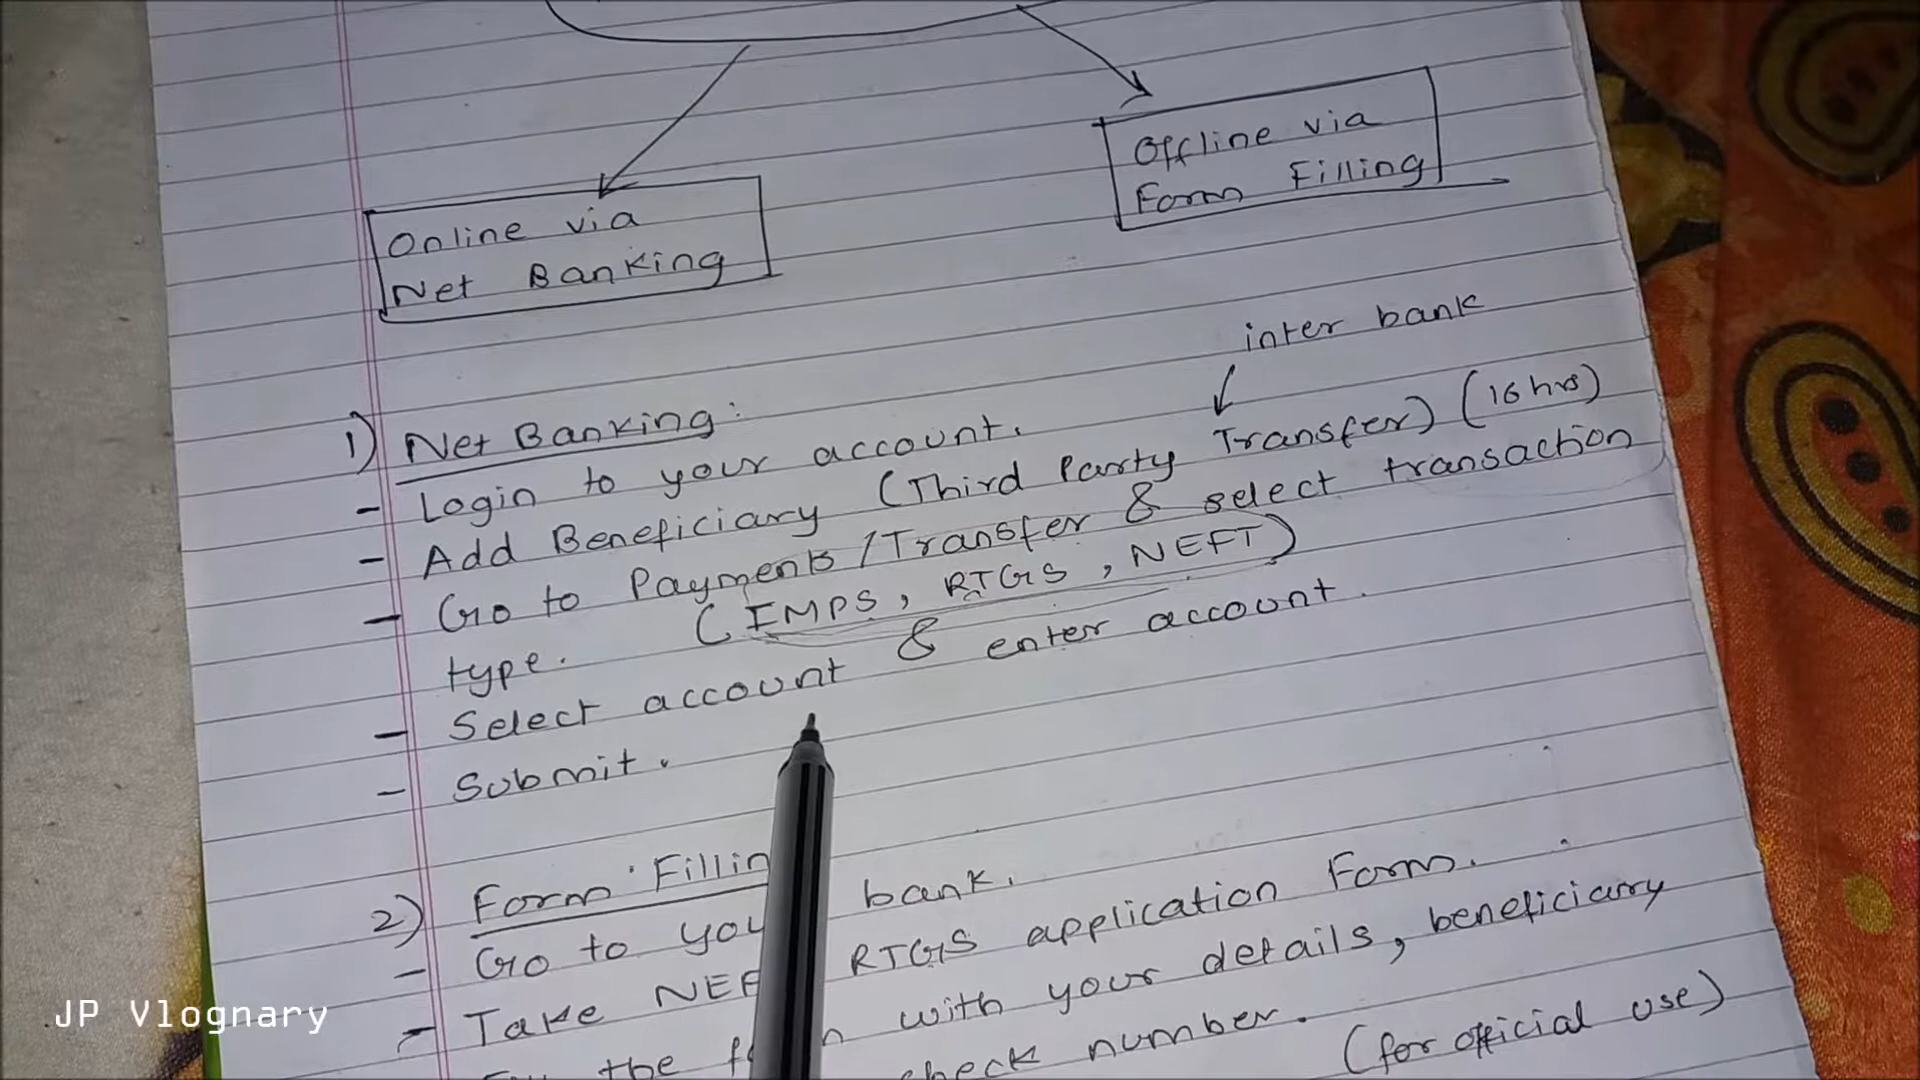 Offline via
Form Filling
Online via
Net Banking
inter bank
1) Net Banking:
- Login to your account.
- Add Beneficiary (Third Party Transfer) (16 hrs)
- Go to Payments/Transfer & select transaction
type. (IMPS, RTGS, NEFT)
- Select account & enter account.
- Submit.
2) Form Fillin
- Go to you bank.
- Take NEF RTGS application Form.
the with your details, beneficiary
check number. (for official use)
JP Vlognary